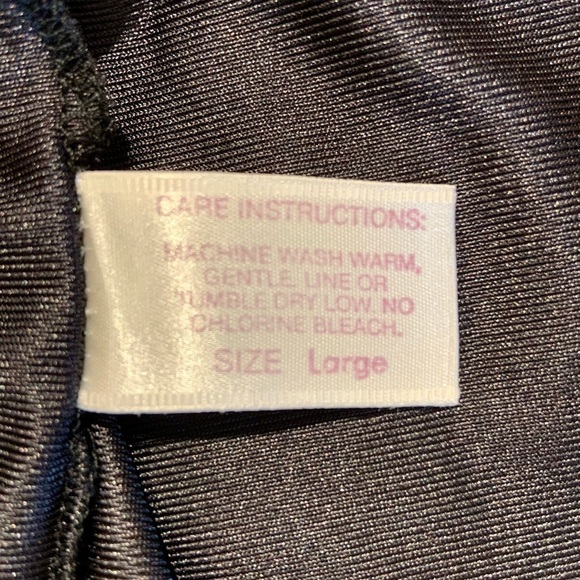 CARE INSTRUCTIONS:
MACHINE WASH WARM,
GENTLE. LINE OR
TUMBLE DRY LOW. NO
CHLORINE BLEACH.
SIZE Large